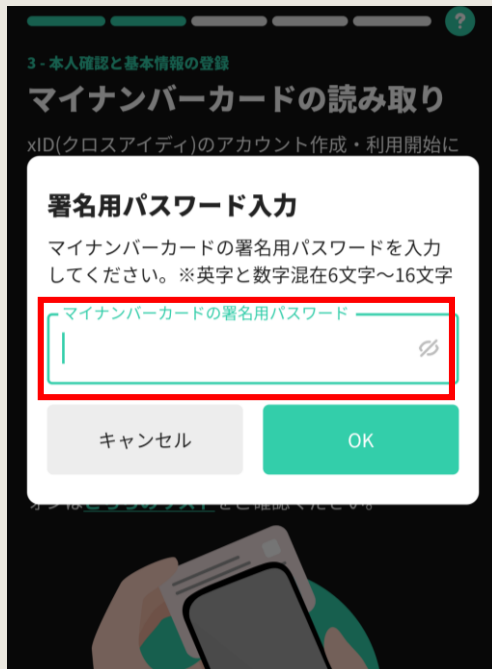 ?
3 - 本人確認と基本情報の登録
マイナンバーカードの読み取り
xID(クロスアイディ)のアカウント作成・利用開始に
署名用パスワード入力
マイナンバーカードの署名用パスワードを入力
してください。※英字と数字混在6文字〜16文字
マイナンバーカードの署名用パスワード
キャンセル
OK